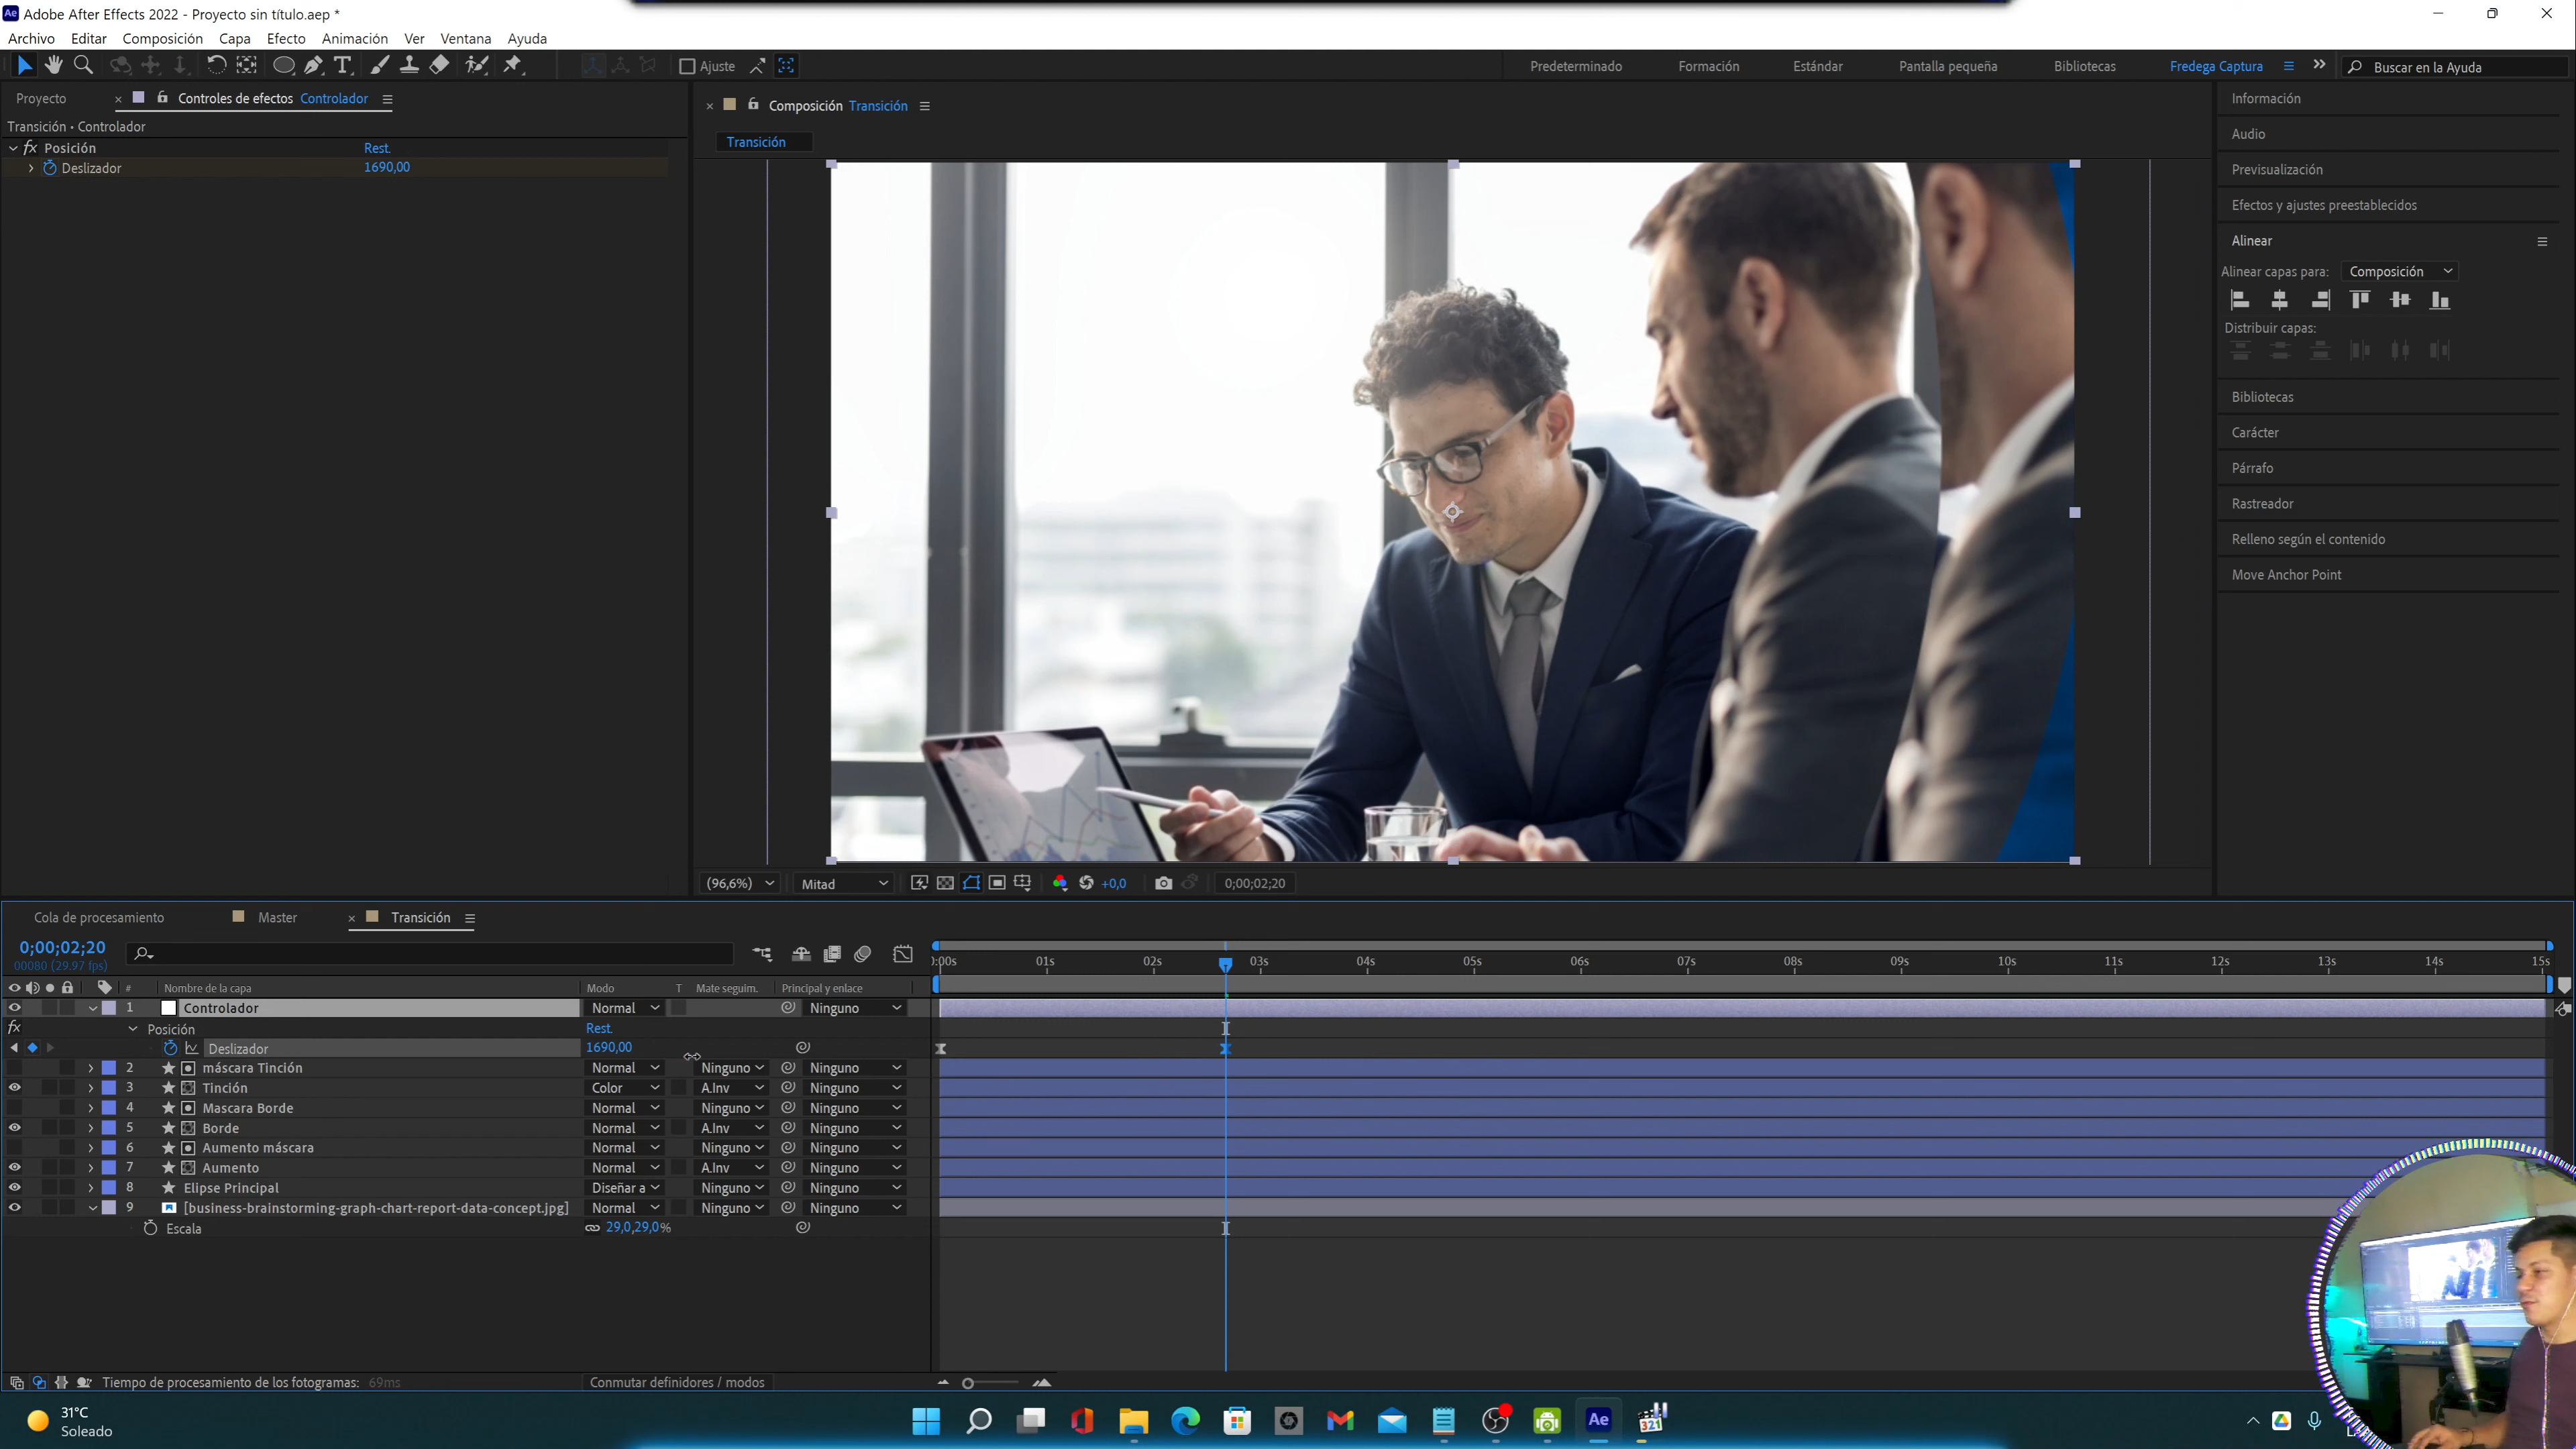 Adobe After Effects 2022 - Proyecto sin título.aep *
Archivo Editar Composición Capa Efecto Animación Ver Ventana Ayuda
Ajuste
Predeterminado Formación Estándar Pantalla pequeña Bibliotecas Fredega Captura Buscar en la Ayuda
Proyecto Controles de efectos Controlador
Transición • Controlador
fx Posición Rest.
Deslizador 1690,00
Composición Transición
Transición
Información
Audio
Previsualización
Efectos y ajustes preestablecidos
Alinear
Alinear capas para: Composición
Distribuir capas:
Bibliotecas
Carácter
Párrafo
Rastreador
Relleno según el contenido
Move Anchor Point
(96,6%) Mitad +0,0 0;00;02;20
Cola de procesamiento Master Transición
0;00;02;20
00080 (29.97 fps)
):00s 01s 02s 03s 04s 05s 06s 07s 08s 09s 10s 11s 12s 13s 14s 15s
# Nombre de la capa Modo T Mate seguim. Principal y enlace
1 Controlador Normal Ninguno
fx Posición Rest.
Deslizador 1690,00
2 máscara Tinción Normal Ninguno Ninguno
3 Tinción Color A.Inv Ninguno
4 Mascara Borde Normal Ninguno Ninguno
5 Borde Normal A.Inv Ninguno
6 Aumento máscara Normal Ninguno Ninguno
7 Aumento Normal A.Inv Ninguno
8 Elipse Principal Diseñar a Ninguno Ninguno
9 [business-brainstorming-graph-chart-report-data-concept.jpg] Normal Ninguno Ninguno
Escala 29,0,29,0%
Tiempo de procesamiento de los fotogramas: 69ms Conmutar definidores / modos
31°C
Soleado
Ae
321